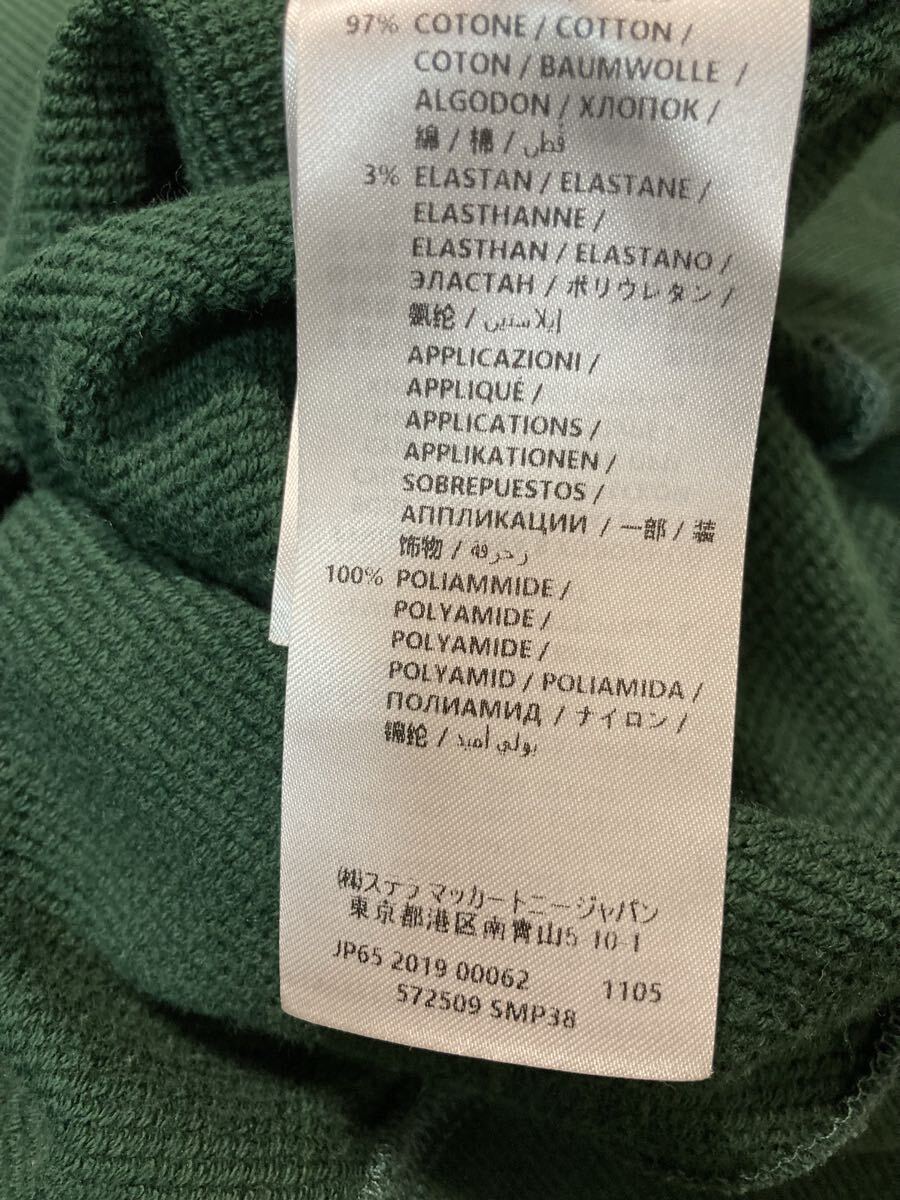 97% COTONE / COTTON /
COTON / BAUMWOLLE /
ALGODON / ХЛОПОК /
綿 / 棉 / قطن
3% ELASTAN / ELASTANE /
ELASTHANNE /
ELASTHAN / ELASTANO /
ЭЛАСТАН / ポリウレタン /
氨纶 / إيلاستين
APPLICAZIONI /
APPLIQUÉ /
APPLICATIONS /
APPLIKATIONEN /
SOBREPUESTOS /
АППЛИКАЦИИ / 一部 / 装
饰物 / زخرفة
100% POLIAMMIDE /
POLYAMIDE /
POLYAMIDE /
POLYAMID / POLIAMIDA /
ПОЛИАМИД / ナイロン /
锦纶 / بولي أميد
㈱ステラ マッカートニージャパン
東京都港区南青山5-10-1
JP65 2019 00062 1105
572509 SMP38